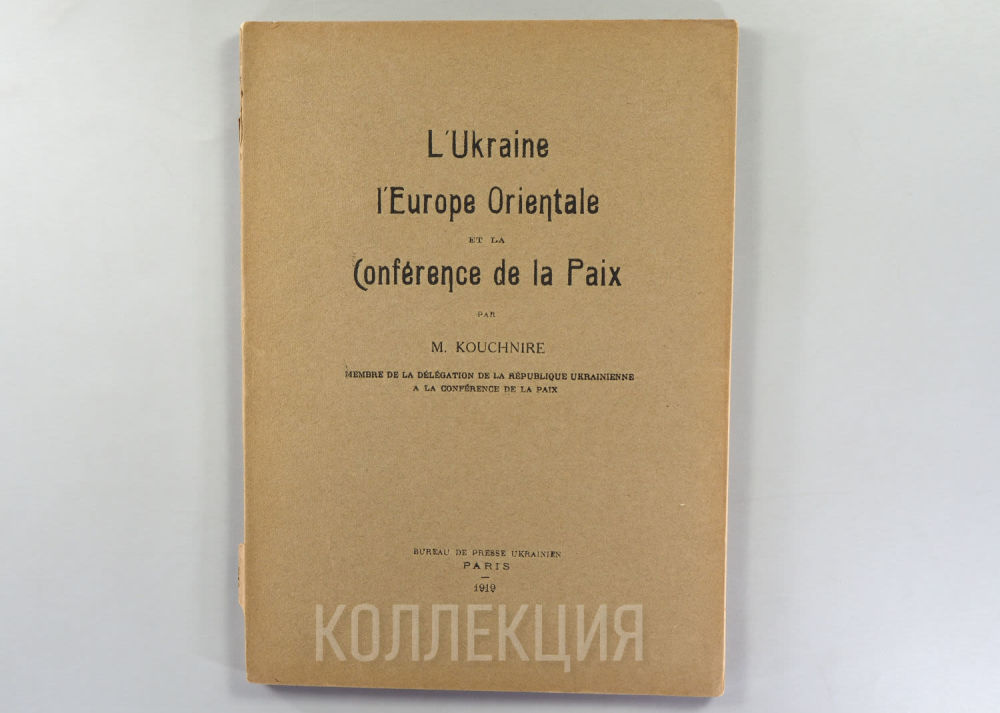 L'Ukraine
l'Europe Orientale
ET LA
Conférence de la Paix
PAR
M. KOUCHNIRE
MEMBRE DE LA DÉLÉGATION DE LA RÉPUBLIQUE UKRAINIENNE
A LA CONFÉRENCE DE LA PAIX
BUREAU DE PRESSE UKRAINIEN
PARIS
1919
КОЛЛЕКЦИЯ